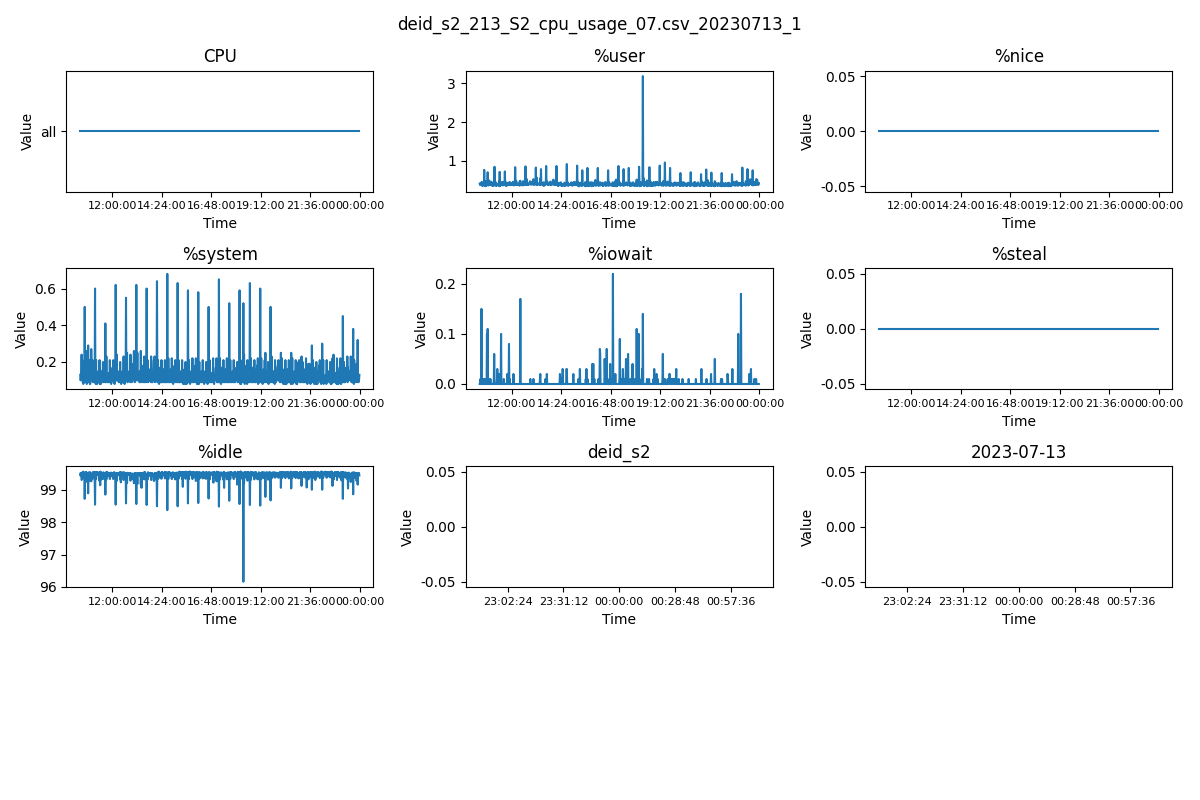 deid_s2_213_S2_cpu_usage_07.csv_20230713_1
CPU
Value
all
12:00:00 14:24:00 16:48:00 19:12:00 21:36:00 00:00:00
Time
%user
Value
3
2
1
12:00:00 14:24:00 16:48:00 19:12:00 21:36:00 00:00:00
Time
%nice
Value
0.05
0.00
-0.05
12:00:00 14:24:00 16:48:00 19:12:00 21:36:00 00:00:00
Time
%system
Value
0.6
0.4
0.2
12:00:00 14:24:00 16:48:00 19:12:00 21:36:00 00:00:00
Time
%iowait
Value
0.2
0.1
0.0
12:00:00 14:24:00 16:48:00 19:12:00 21:36:00 00:00:00
Time
%steal
Value
0.05
0.00
-0.05
12:00:00 14:24:00 16:48:00 19:12:00 21:36:00 00:00:00
Time
%idle
Value
99
98
97
96
12:00:00 14:24:00 16:48:00 19:12:00 21:36:00 00:00:00
Time
deid_s2
Value
0.05
0.00
-0.05
23:02:24 23:31:12 00:00:00 00:28:48 00:57:36
Time
2023-07-13
Value
0.05
0.00
-0.05
23:02:24 23:31:12 00:00:00 00:28:48 00:57:36
Time